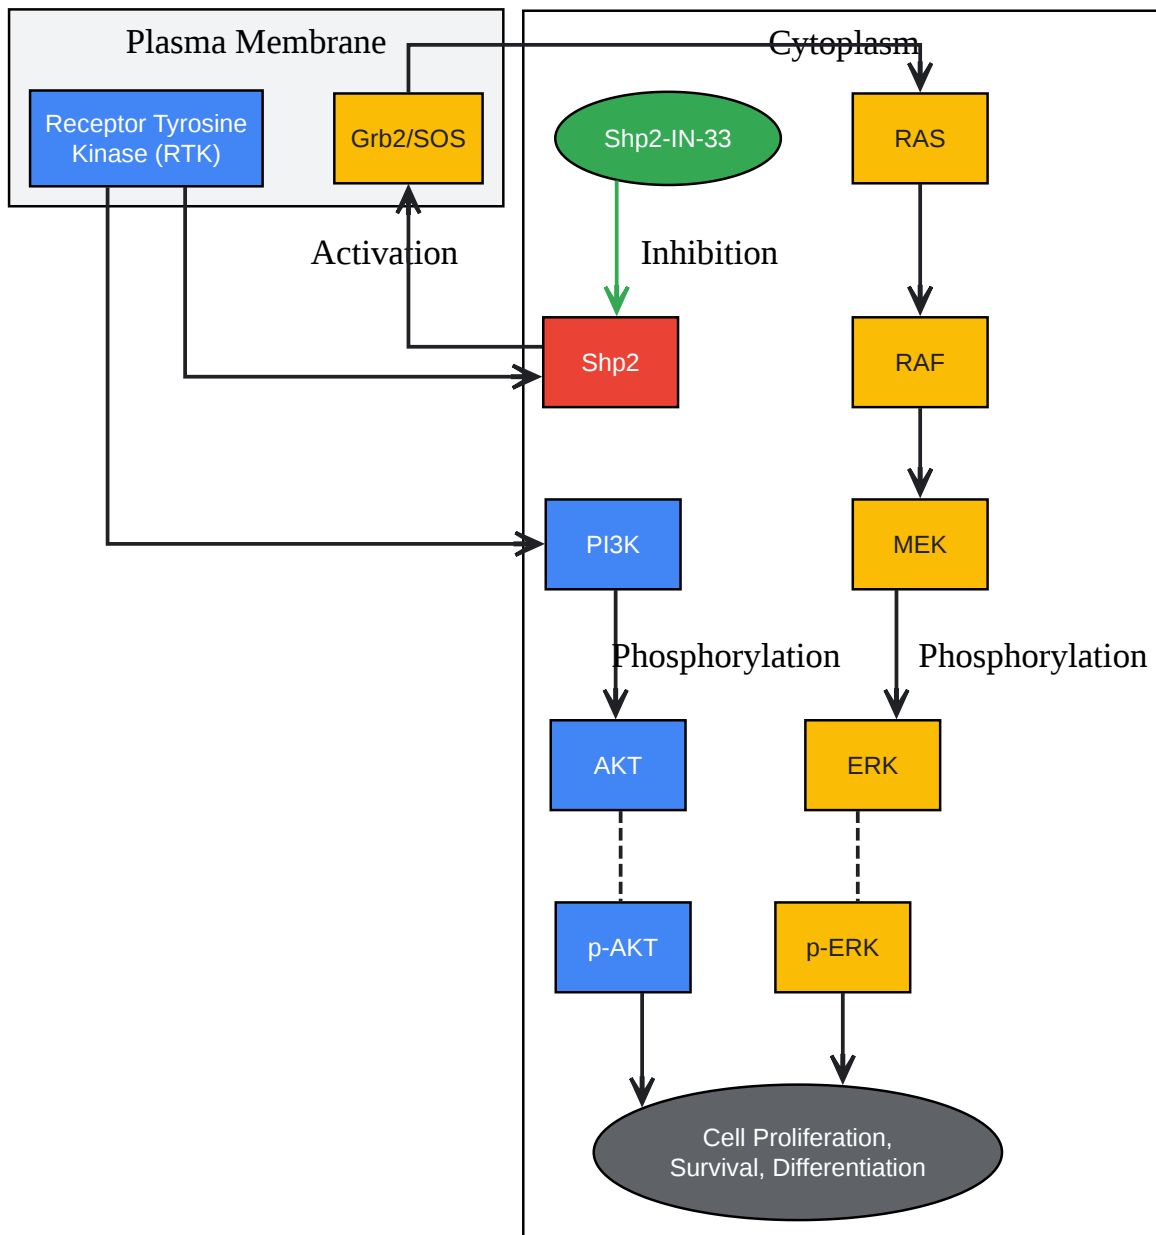 Plasma Membrane
Cytoplasm
Receptor Tyrosine
Kinase (RTK)
Grb2/SOS
Shp2-IN-33
RAS
Activation
Inhibition
Shp2
RAF
PI3K
MEK
Phosphorylation
Phosphorylation
AKT
ERK
p-AKT
p-ERK
Cell Proliferation,
Survival, Differentiation